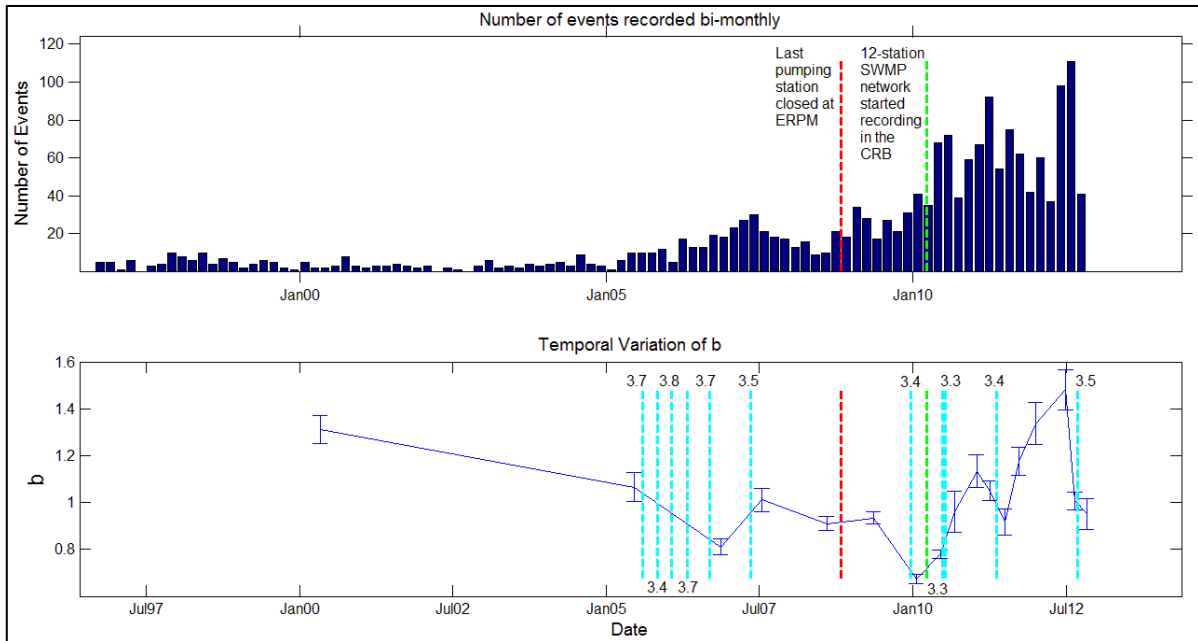 Number of events recorded bi-monthly
Number of Events
120
100
80
60
40
20
Last
pumping
station
closed at
ERPM
12-station
SWMP
network
started
recording
in the
CRB
Jan00
Jan05
Jan10
Temporal Variation of b
b
1.6
1.4
1.2
1
0.8
3.7
3.8
3.7
3.5
3.4
3.3
3.4
3.5
3.4
3.7
3.3
Jul97
Jan00
Jul02
Jan05
Jul07
Jan10
Jul12
Date